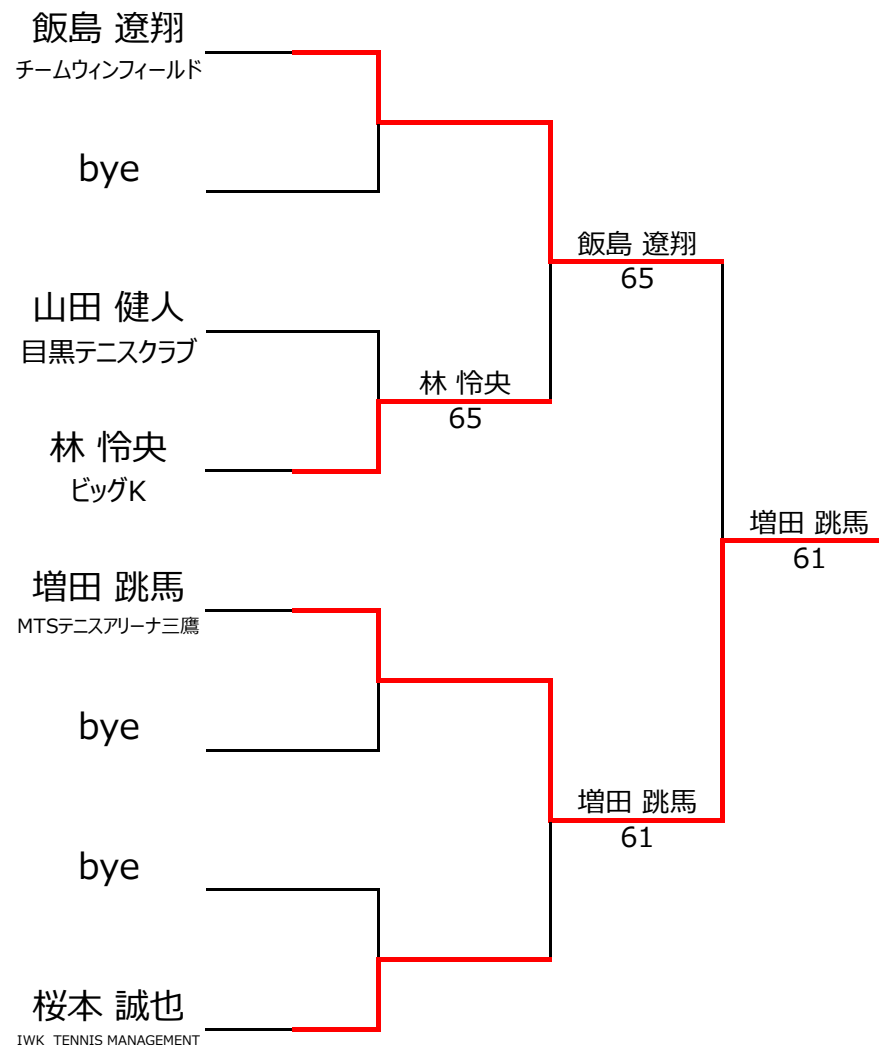 飯島 遼翔
チームウィンフィールド
bye
飯島 遼翔
65
山田 健人
目黒テニスクラブ
林 怜央
65
林 怜央
ビッグK
増田 跳馬
61
増田 跳馬
MTSテニスアリーナ三鷹
bye
増田 跳馬
61
bye
桜本 誠也
IWK TENNIS MANAGEMENT